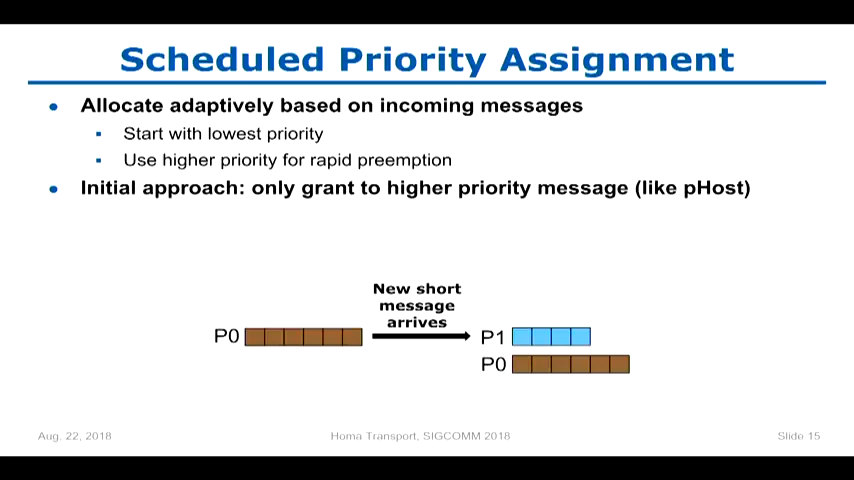 Scheduled Priority Assignment
• Allocate adaptively based on incoming messages
▪ Start with lowest priority
▪ Use higher priority for rapid preemption
• Initial approach: only grant to higher priority message (like pHost)
New short
message
arrives
P0
P1
P0
Aug. 22, 2018
Homa Transport, SIGCOMM 2018
Slide 15